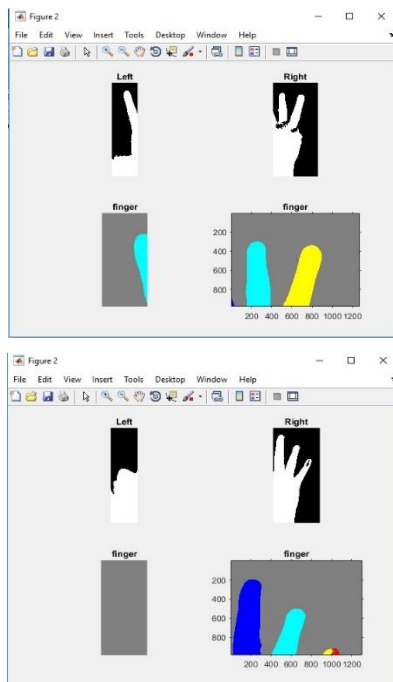 Figure 2
File Edit View Insert Tools Desktop Window Help
Left Right
finger finger
200
400
600
800
200 400 600 800 1000 1200
Figure 2
File Edit View Insert Tools Desktop Window Help
Left Right
finger finger
200
400
600
800
200 400 600 800 1000 1200